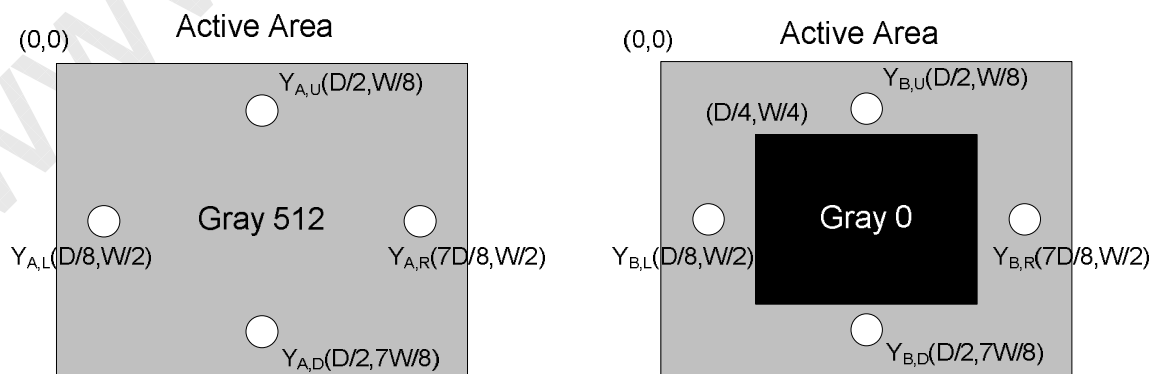 Active Area
(0,0)
Y_A,U(D/2,W/8)
Gray 512
Y_A,L(D/8,W/2)
Y_A,R(7D/8,W/2)
Y_A,D(D/2,7W/8)
Active Area
(0,0)
Y_B,U(D/2,W/8)
(D/4,W/4)
Gray 0
Y_B,L(D/8,W/2)
Y_B,R(7D/8,W/2)
Y_B,D(D/2,7W/8)